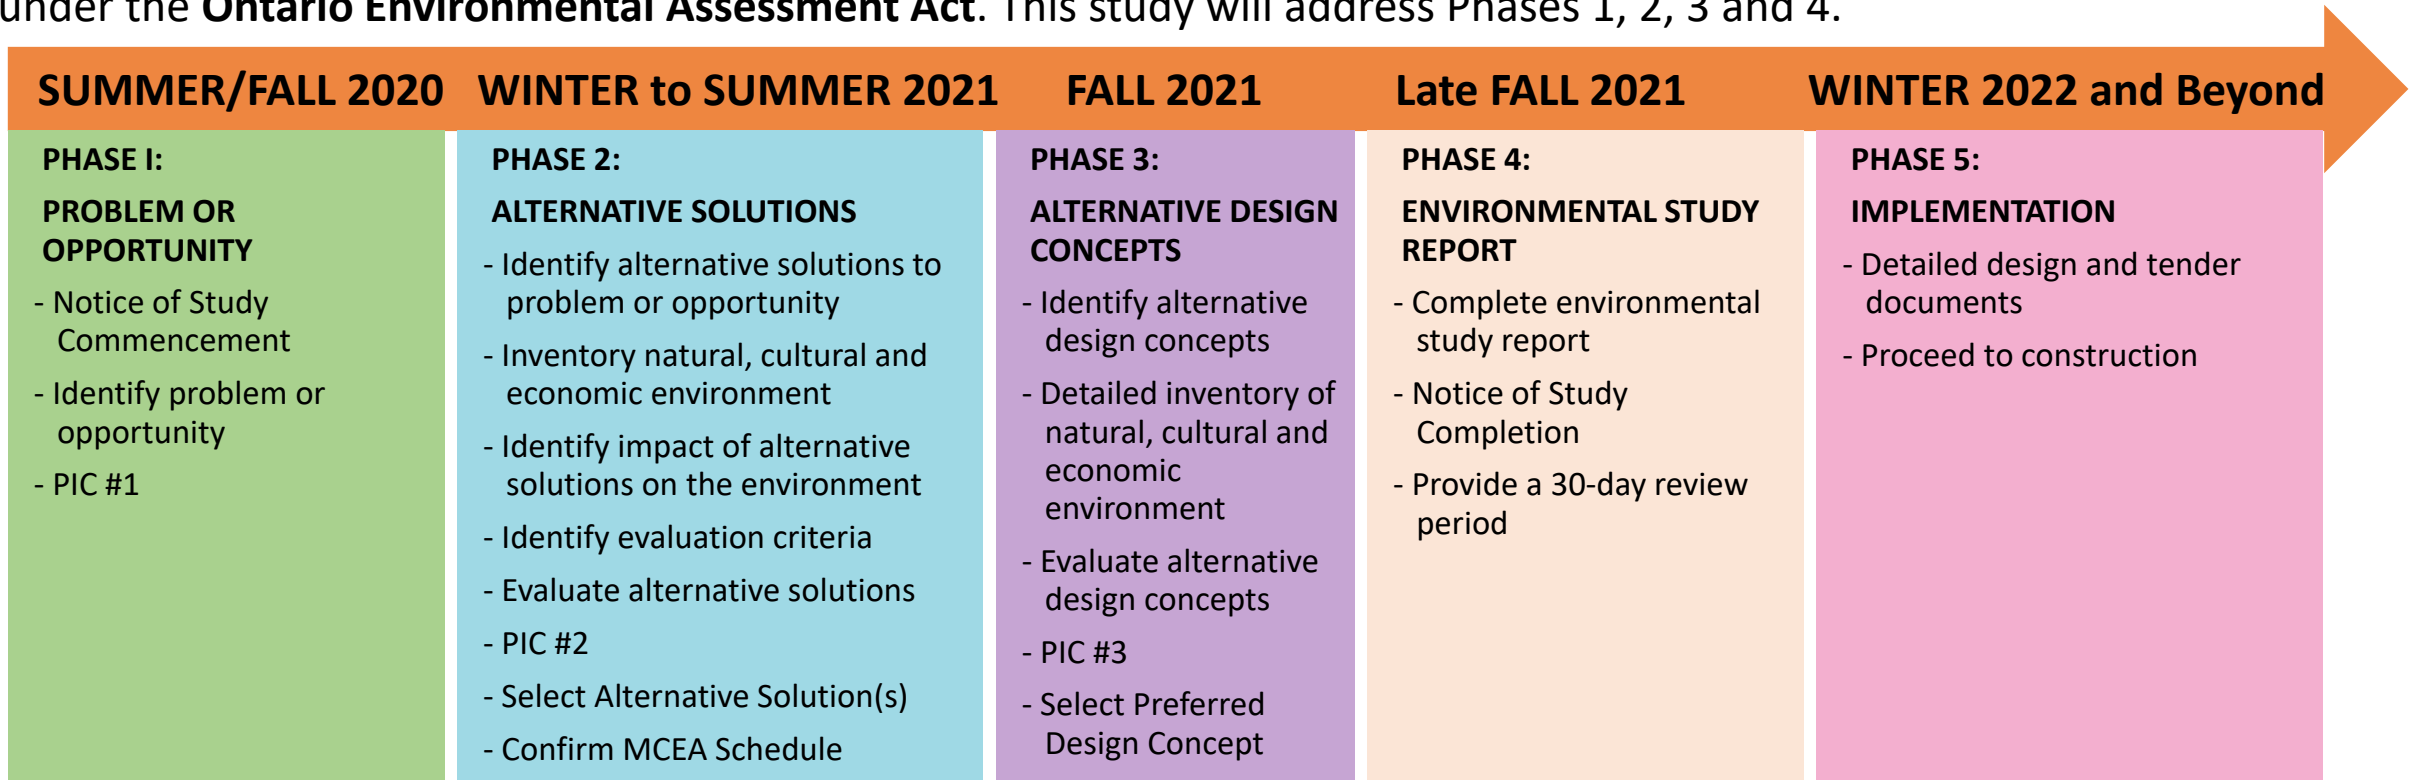 under the Ontario Environmental Assessment Act. This study will address Phases 1, 2, 3 and 4.
SUMMER/FALL 2020
WINTER to SUMMER 2021
FALL 2021
Late FALL 2021
WINTER 2022 and Beyond
PHASE I:
PROBLEM OR
OPPORTUNITY
- Notice of Study
Commencement
- Identify problem or
opportunity
- PIC #1
PHASE 2:
ALTERNATIVE SOLUTIONS
- Identify alternative solutions to
problem or opportunity
- Inventory natural, cultural and
economic environment
- Identify impact of alternative
solutions on the environment
- Identify evaluation criteria
- Evaluate alternative solutions
- PIC #2
- Select Alternative Solution(s)
- Confirm MCEA Schedule
PHASE 3:
ALTERNATIVE DESIGN
CONCEPTS
- Identify alternative
design concepts
- Detailed inventory of
natural, cultural and
economic
environment
- Evaluate alternative
design concepts
- PIC #3
- Select Preferred
Design Concept
PHASE 4:
ENVIRONMENTAL STUDY
REPORT
- Complete environmental
study report
- Notice of Study
Completion
- Provide a 30-day review
period
PHASE 5:
IMPLEMENTATION
- Detailed design and tender
documents
- Proceed to construction